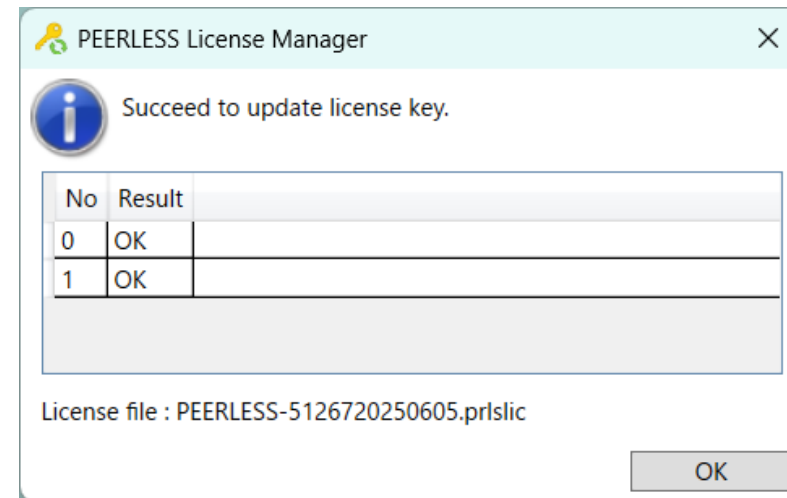 PEERLESS License Manager
Succeed to update license key.
No Result
0 OK
1 OK
License file : PEERLESS-5126720250605.prlslic
OK